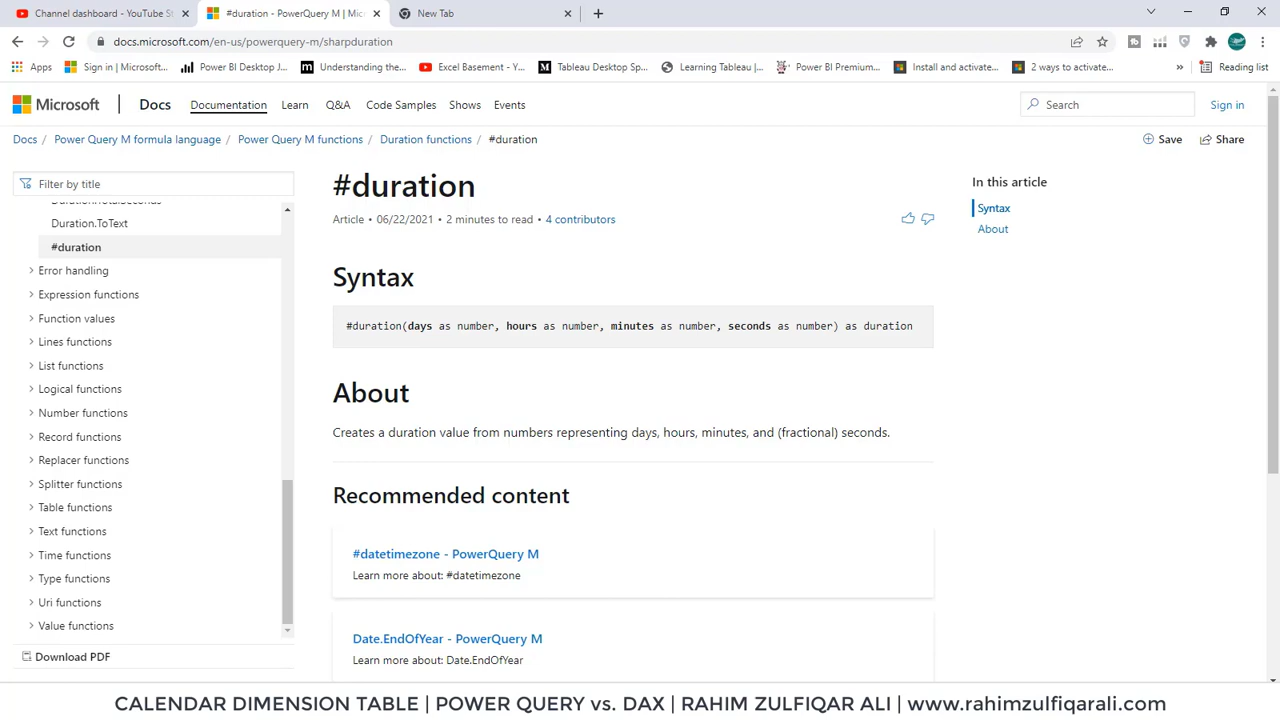 Channel dashboard - YouTube St
#duration - PowerQuery M | Micr
New Tab
docs.microsoft.com/en-us/powerquery-m/sharpduration
Apps
Sign in | Microsoft...
Power BI Desktop J...
Understanding the...
Excel Basement - Y...
Tableau Desktop Sp...
Learning Tableau |...
Power BI Premium...
Install and activate...
2 ways to activate...
»
Reading list
Microsoft
Docs
Documentation
Learn
Q&A
Code Samples
Shows
Events
Search
Sign in
Docs / Power Query M formula language / Power Query M functions / Duration functions / #duration
Save
Share
Filter by title
Duration.TotalSeconds
Duration.ToText
#duration
Error handling
Expression functions
Function values
Lines functions
List functions
Logical functions
Number functions
Record functions
Replacer functions
Splitter functions
Table functions
Text functions
Time functions
Type functions
Uri functions
Value functions
Download PDF
#duration
Article • 06/22/2021 • 2 minutes to read • 4 contributors
Syntax
#duration(days as number, hours as number, minutes as number, seconds as number) as duration
About
Creates a duration value from numbers representing days, hours, minutes, and (fractional) seconds.
Recommended content
#datetimezone - PowerQuery M
Learn more about: #datetimezone
Date.EndOfYear - PowerQuery M
Learn more about: Date.EndOfYear
In this article
Syntax
About
CALENDAR DIMENSION TABLE | POWER QUERY vs. DAX | RAHIM ZULFIQAR ALI | www.rahimzulfiqarali.com